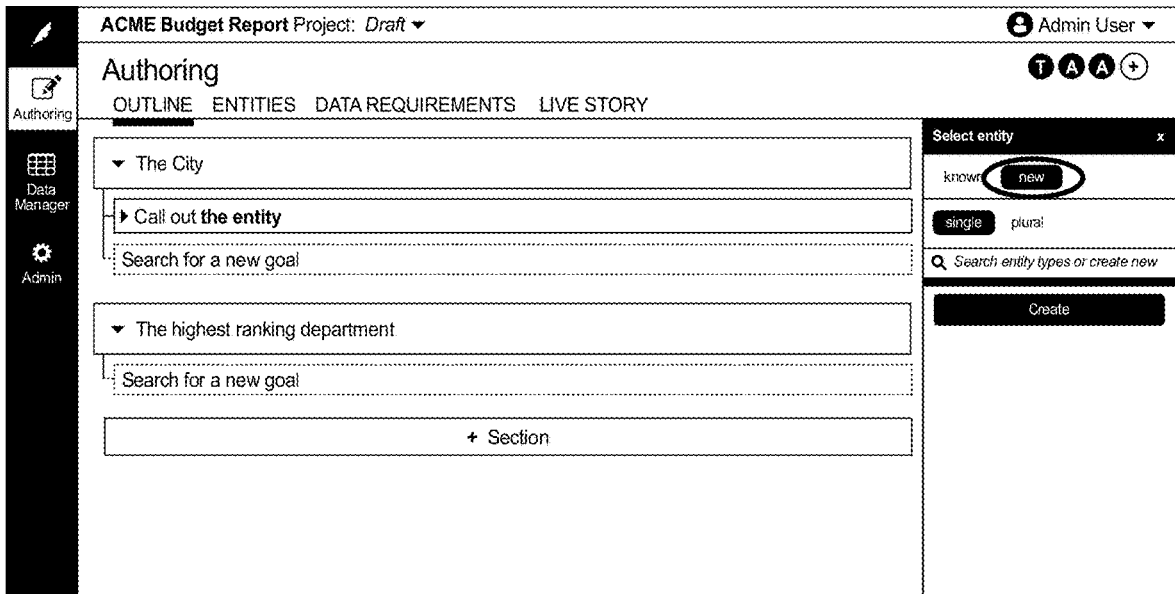 ACME Budget Report Project: Draft
Admin User
Authoring
T A A +
Authoring
OUTLINE ENTITIES DATA REQUIREMENTS LIVE STORY
Data
Manager
Admin
The City
Call out the entity
Search for a new goal
The highest ranking department
Search for a new goal
+ Section
Select entity x
known new
single plural
Search entity types or create new
Create